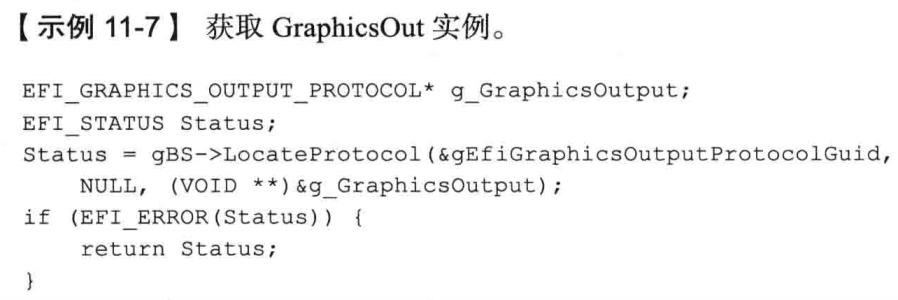 【示例 11-7】 获取 GraphicsOut 实例。
EFI_GRAPHICS_OUTPUT_PROTOCOL* g_GraphicsOutput;
EFI_STATUS Status;
Status = gBS->LocateProtocol(&gEfiGraphicsOutputProtocolGuid,
    NULL, (VOID **)&g_GraphicsOutput);
if (EFI_ERROR(Status)) {
    return Status;
}